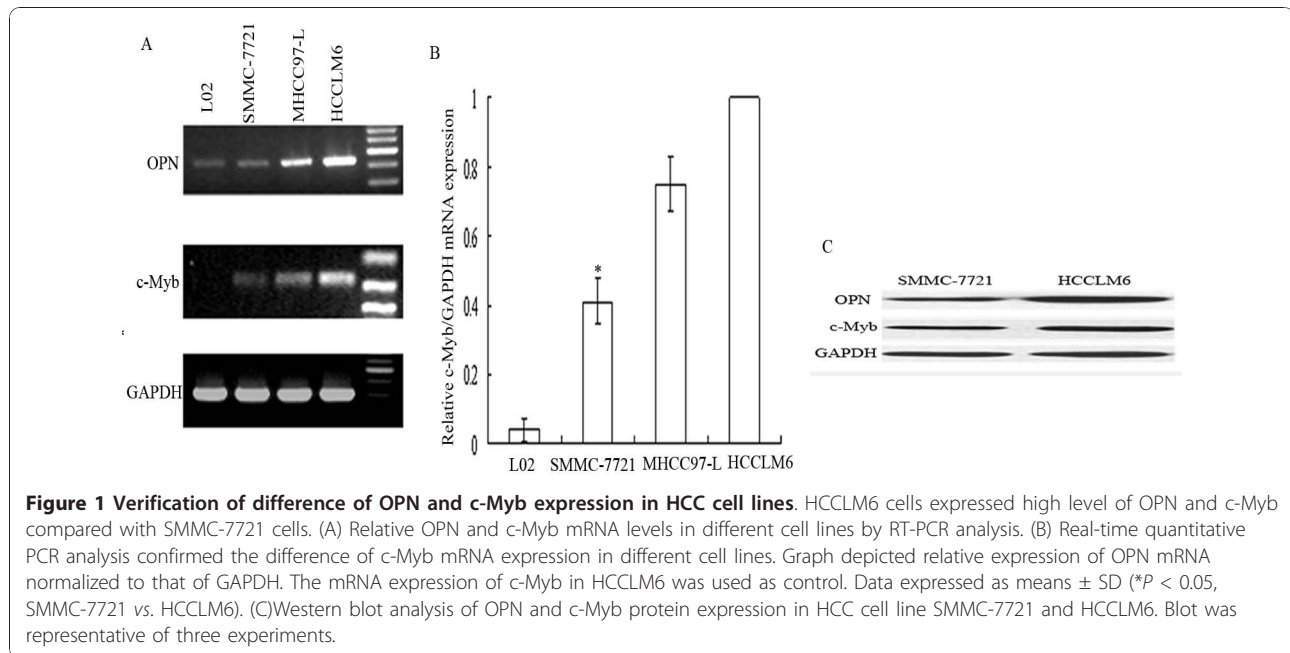 A
L02
SMMC-7721
MHCC97-L
HCCLM6
OPN
c-Myb
GAPDH
B
Relative c-Myb/GAPDH mRNA expression
1
0.8
0.6
0.4
0.2
0
*
L02 SMMC-7721 MHCC97-L HCCLM6
C
SMMC-7721 HCCLM6
OPN
c-Myb
GAPDH
Figure 1 Verification of difference of OPN and c-Myb expression in HCC cell lines. HCCLM6 cells expressed high level of OPN and c-Myb
compared with SMMC-7721 cells. (A) Relative OPN and c-Myb mRNA levels in different cell lines by RT-PCR analysis. (B) Real-time quantitative
PCR analysis confirmed the difference of c-Myb mRNA expression in different cell lines. Graph depicted relative expression of OPN mRNA
normalized to that of GAPDH. The mRNA expression of c-Myb in HCCLM6 was used as control. Data expressed as means ± SD (*P < 0.05,
SMMC-7721 vs. HCCLM6). (C)Western blot analysis of OPN and c-Myb protein expression in HCC cell line SMMC-7721 and HCCLM6. Blot was
representative of three experiments.